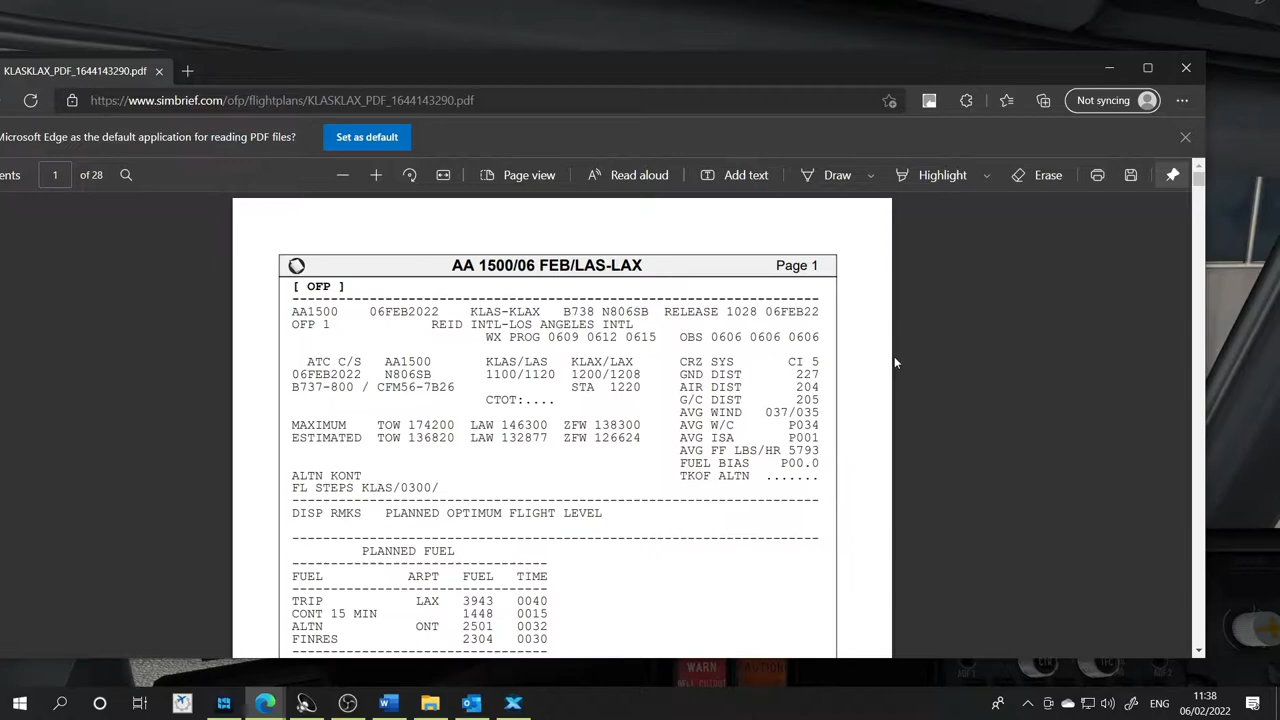 KLASKLAX_PDF_1644143290.pdf
https://www.simbrief.com/ofp/flightplans/KLASKLAX_PDF_1644143290.pdf
Not syncing
Microsoft Edge as the default application for reading PDF files? Set as default
ents 1 of 28 Page view Read aloud Add text Draw Highlight Erase
AA 1500/06 FEB/LAS-LAX Page 1
[ OFP ]
--------------------------------------------------------------------
AA1500 06FEB2022 KLAS-KLAX B738 N806SB RELEASE 1028 06FEB22
OFP 1 REID INTL-LOS ANGELES INTL
WX PROG 0609 0612 0615 OBS 0606 0606 0606
ATC C/S AA1500 KLAS/LAS KLAX/LAX CRZ SYS CI 5
06FEB2022 N806SB 1100/1120 1200/1208 GND DIST 227
B737-800 / CFM56-7B26 STA 1220 AIR DIST 204
CTOT:.... G/C DIST 205
AVG WIND 037/035
MAXIMUM TOW 174200 LAW 146300 ZFW 138300 AVG W/C P034
ESTIMATED TOW 136820 LAW 132877 ZFW 126624 AVG ISA P001
AVG FF LBS/HR 5793
FUEL BIAS P00.0
ALTN KONT TKOF ALTN .......
FL STEPS KLAS/0300/
--------------------------------------------------------------------
DISP RMKS PLANNED OPTIMUM FLIGHT LEVEL
--------------------------------------------------------------------
PLANNED FUEL
---------------------------------
FUEL ARPT FUEL TIME
---------------------------------
TRIP LAX 3943 0040
CONT 15 MIN 1448 0015
ALTN ONT 2501 0032
FINRES 2304 0030
---------------------------------
WARN
ENG
11:38
06/02/2022